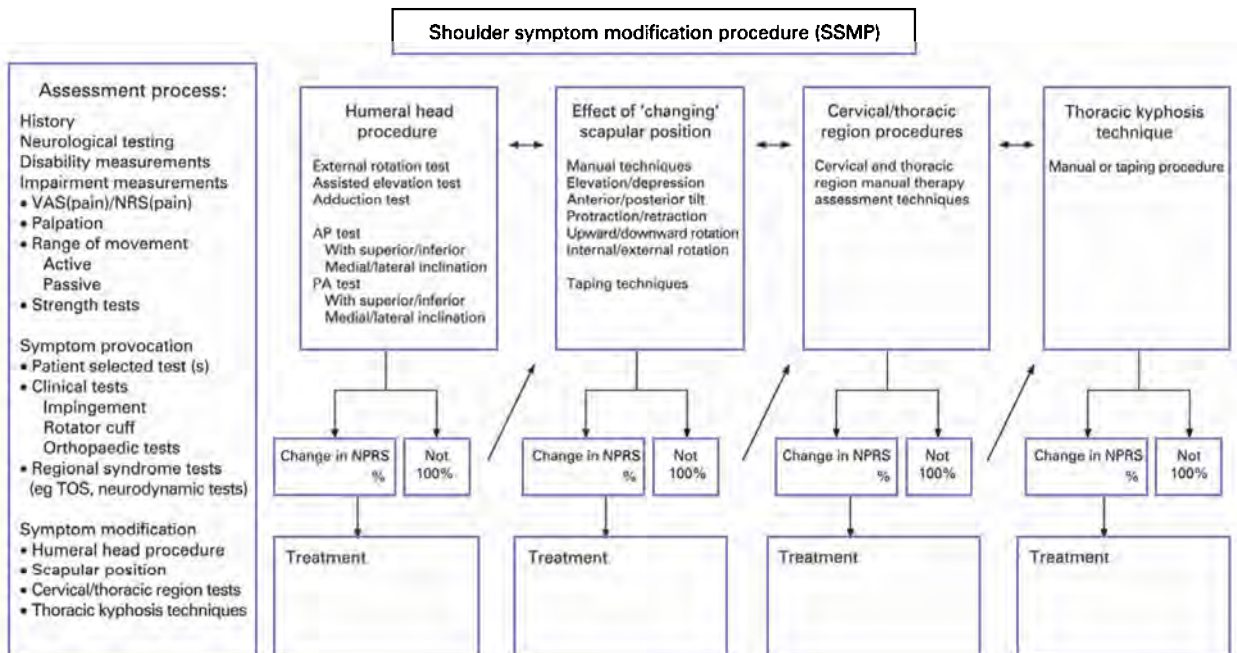 Shoulder symptom modification procedure (SSMP)
Assessment process:
History
Neurological testing
Disability measurements
Impairment measurements
• VAS(pain)/NRS(pain)
• Palpation
• Range of movement
Active
Passive
• Strength tests
Symptom provocation
• Patient selected test (s)
• Clinical tests
Impingement
Rotator cuff
Orthopaedic tests
• Regional syndrome tests
(eg TOS, neurodynamic tests)
Symptom modification
• Humeral head procedure
• Scapular position
• Cervical/thoracic region tests
• Thoracic kyphosis techniques
Humeral head
procedure
External rotation test
Assisted elevation test
Adduction test
AP test
With superior/inferior
Medial/lateral inclination
PA test
With superior/inferior
Medial/lateral inclination
Change in NPRS
%
Not
100%
Treatment
Effect of 'changing'
scapular position
Manual techniques
Elevation/depression
Anterior/posterior tilt
Protraction/retraction
Upward/downward rotation
Internal/external rotation
Taping techniques
Change in NPRS
%
Not
100%
Treatment
Cervical/thoracic
region procedures
Cervical and thoracic
region manual therapy
assessment techniques
Change in NPRS
%
Not
100%
Treatment
Thoracic kyphosis
technique
Manual or taping procedure
Change in NPRS
%
Not
100%
Treatment